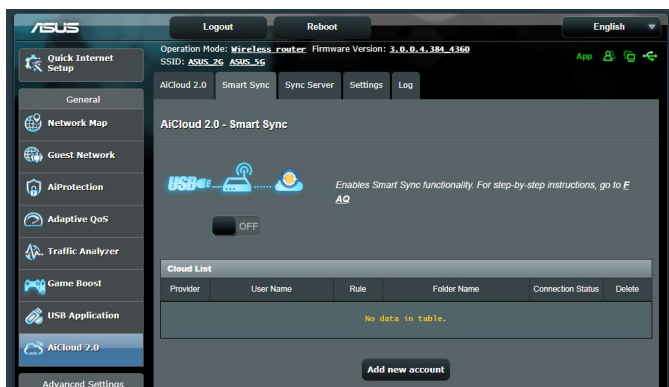 ASUS
Logout
Reboot
English
Quick Internet
Setup
Operation Mode: Wireless router Firmware Version: 3.0.0.4.384_4360
SSID: ASUS_2G ASUS_5G
App
General
Network Map
Guest Network
AiProtection
Adaptive QoS
Traffic Analyzer
Game Boost
USB Application
AiCloud 2.0
Advanced Settings
AiCloud 2.0 Smart Sync Sync Server Settings Log
AiCloud 2.0 - Smart Sync
USB
Enables Smart Sync functionality. For step-by-step instructions, go to F
AQ
OFF
Cloud List
Provider User Name Rule Folder Name Connection Status Delete
No data in table.
Add new account